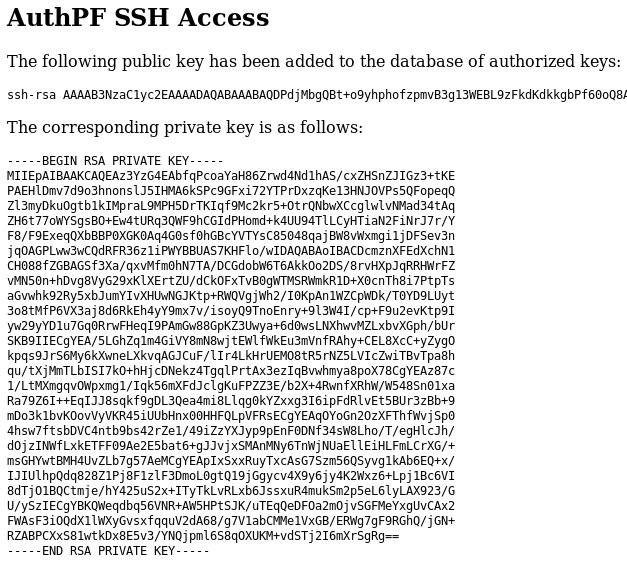 AuthPF SSH Access
The following public key has been added to the database of authorized keys:
ssh-rsa AAAAB3NzaC1yc2EAAAADAQABAAABAQDPdjMbgQBt+o9yhphofzpmvB3g13WEBL9zFkdKdkkgbPf60oQ8A
The corresponding private key is as follows:
-----BEGIN RSA PRIVATE KEY-----
MIIEpAIBAAKCAQEAz3YzG4EAbfqPcoaYaH86Zrwd4Nd1hAS/cxZHSnZJIGz3+tKE
PAEHlDmv7d9o3hnonslJ5IHMA6kSPc9GFxi72YTPrDxzqKe13HNJOVPs5QFopeqQ
Zl3myDkuOgtb1kIMpraL9MPH5DrTKIqf9Mc2kr5+OtrQNbwXCcglwlvNMad34tAq
ZH6t77oWYSgsBO+Ew4tURq3QWF9hCGIdPHomd+k4UU94TlLCyHTiaN2FiNrJ7r/Y
F8/F9ExeqQXbBBP0XGK0Aq4G0sf0hGBcYVTYsC85048qajBW8vWxmgi1jDFSev3n
jqOAGPLww3wCQdRFR36z1iPWYBBUAS7KHFlo/wIDAQABAoIBACDcmznXFEdXchN1
CH088fZGBAGSf3Xa/qxvMfm0hN7TA/DCGdobW6T6AkkOo2DS/8rvHXpJqRRHWrFZ
vMN50n+hDvg8VyG29xKlXErtZU/dCkOFxTvB0gWTMSRWmkR1D+X0cnTh8i7PtpTs
aGvwhk92Ry5xbJumYIvXHUwNGJKtp+RWQVgjWh2/I0KpAn1WZCpWDk/T0YD9LUyt
3o8tMfP6VX3aj8d6RkEh4yY9mx7v/isoyQ9TnoEnry+9l3W4I/cp+F9u2evKtp9I
yw29yYD1u7Gq0RrwFHeqI9PAmGw88GpKZ3Uwya+6d0wsLNXhwvMZLxbvXGph/bUr
SKB9IIECgYEA/5LGhZq1m4GiVY8mN8wjtEWlfWkEu3mVnfRAhy+CEL8XcC+yZygO
kpqs9JrS6My6kXwneLXkvqAGJCuF/lIr4LkHrUEMO8tR5rNZ5LVIcZwiTBvTpa8h
qu/tXjMmTLbISI7kO+hHjcDNekz4TgqlPrtAx3ezIqBvwhmya8poX78CgYEAz87c
1/LtMXmgqvOWpxmg1/Iqk56mXFdJclgKuFPZZ3E/b2X+4RwnfXRhW/W548Sn01xa
Ra79Z6I++EqIJJ8sqkf9gDL3Qea4mi8Llqg0kYZxxg3I6ipFdRlvEt5BUr3zBb+9
mDo3k1bvKOovVyVKR45iUUbHnx00HHFQLpVFRsECgYEAqOYoGn2OzXFThfWvjSp0
4hsw7ftsbDVC4ntb9bs42rZe1/49iZzYXJyp9pEnF0DNf34sW8Lho/T/egHlcJh/
dOjzINWfLxkETFF09Ae2E5bat6+gJJvjxSMAnMNy6TnWjNUaEllEiHLFmLCrXG/+
msGHYwtBMH4UvZLb7g57AeMCgYEApIxSxxRuyTxcAsG7Szm56QSyvg1kAb6EQ+x/
IJIUlhpQdq828Z1Pj8F1zlF3DmoL0gtQ19jGgycv4X9y6jy4K2Wxz6+Lpj1Bc6VI
8dTjO1BQCtmje/hY425uS2x+ITyTkLvRLxb6JssxuR4mukSm2p5eL6lyLAX923/G
U/ySzIECgYBKQWeqdbq56VNR+AW5HPtSJK/uTEqQeDFOa2mOjvSGFMeYxgUvCAx2
FWAsF3iOQdX1lWXyGvsxfqquV2dA68/g7V1abCMMe1VxGB/ERWg7gF9RGhQ/jGN+
RZABPCXxS81wtkDx8E5v3/YNQjpml6S8qOXUKM+vdSTj2I6mXrSgRg==
-----END RSA PRIVATE KEY-----